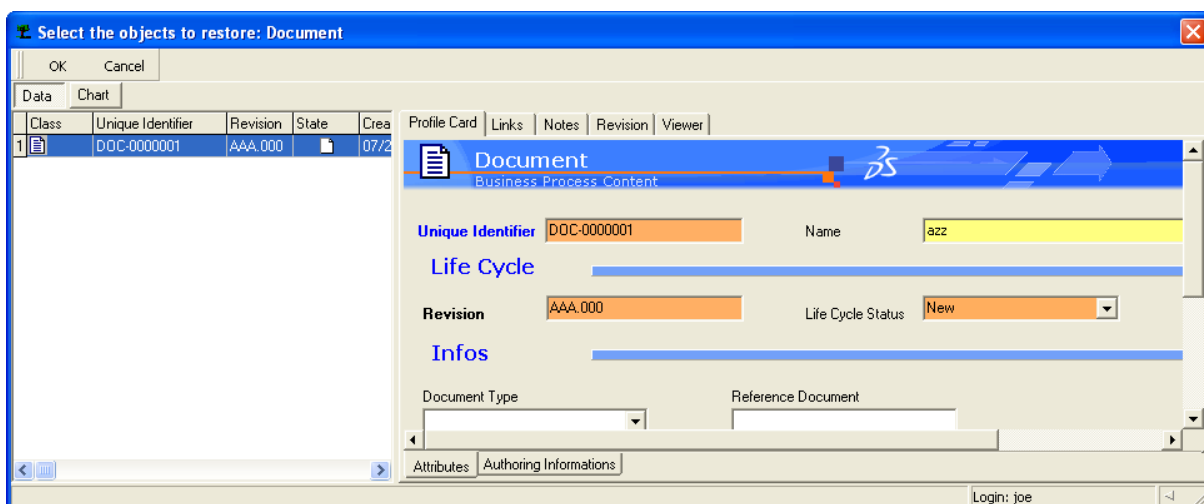 Select the objects to restore: Document
OK Cancel
Data Chart
Class Unique Identifier Revision State Crea
1 DOC-0000001 AAA.000 07/2
Profile Card Links Notes Revision Viewer
Document
Business Process Content
Unique Identifier DOC-0000001 Name azz
Life Cycle
Revision AAA.000 Life Cycle Status New
Infos
Document Type Reference Document
Attributes Authoring Informations
Login: joe